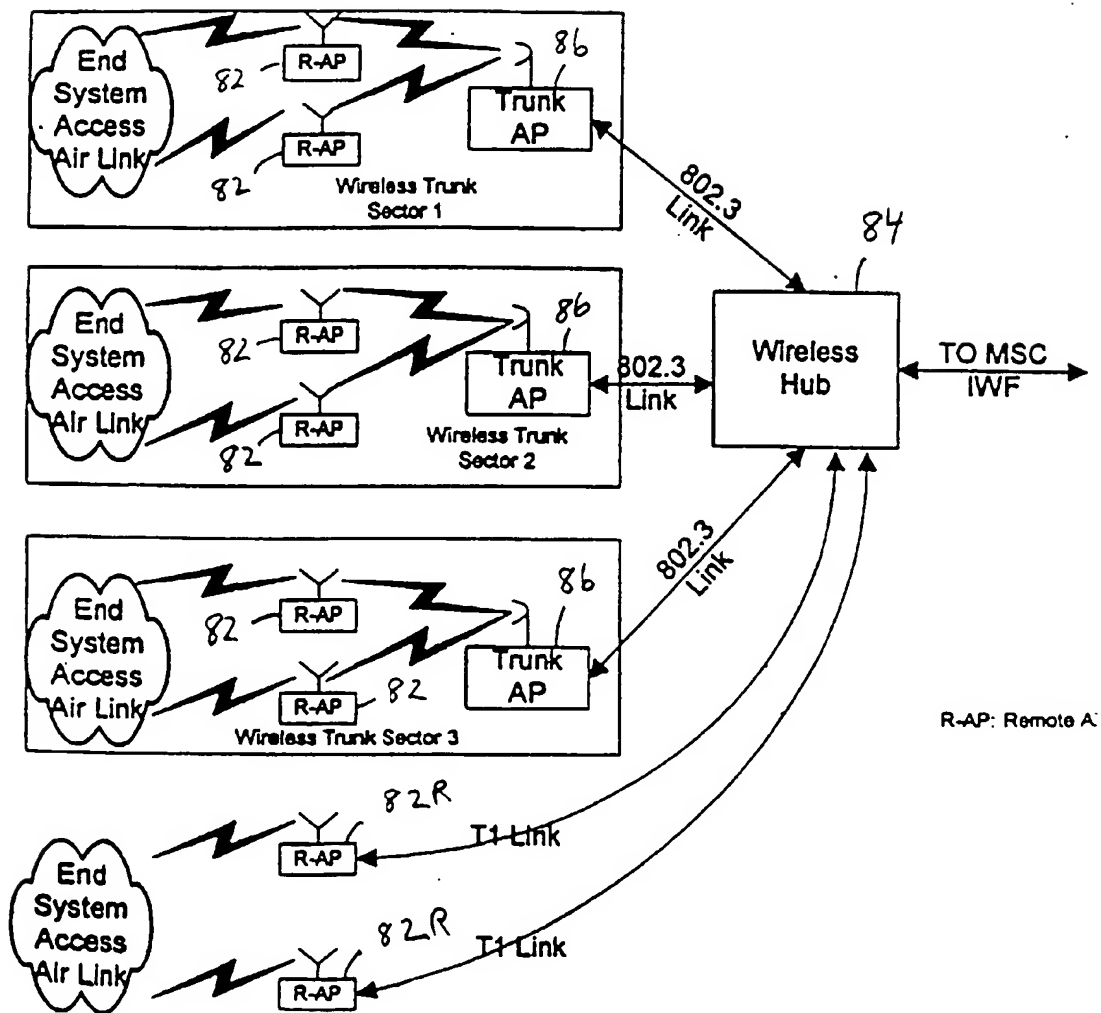 End
System
Access
Air Link
82
R-AP
82
R-AP
86
Trunk
AP
Wireless Trunk
Sector 1
802.3
Link
84
End
System
Access
Air Link
82
R-AP
82
R-AP
86
Trunk
AP
Wireless Trunk
Sector 2
802.3
Link
Wireless
Hub
TO MSC
IWF
End
System
Access
Air Link
82
R-AP
82
R-AP
86
Trunk
AP
Wireless Trunk Sector 3
802.3
Link
R-AP: Remote A
End
System
Access
Air Link
82R
R-AP
T1 Link
82R
R-AP
T1 Link